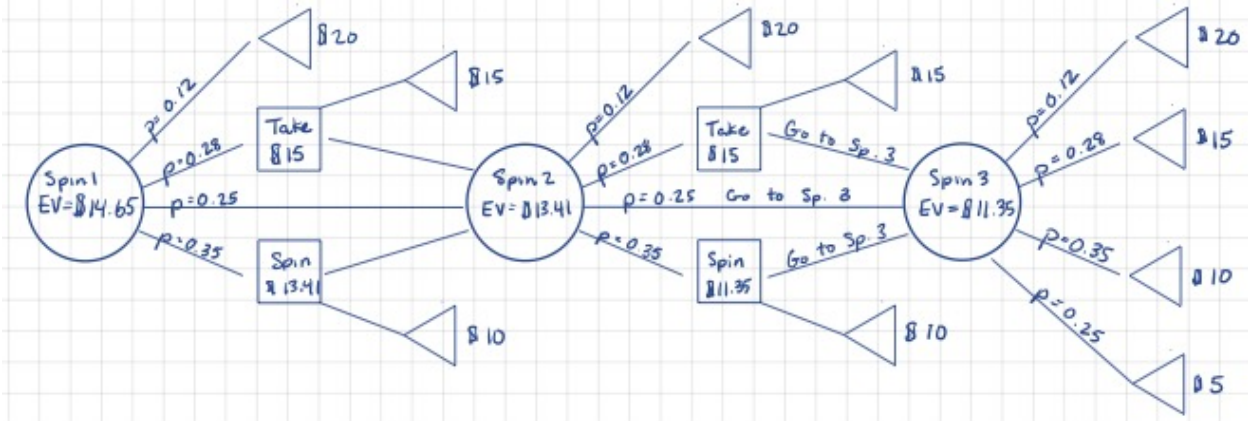 Spin 1
EV=$14.65
p=0.12
$20
p=0.28
Take
$15
$15
p=0.25
p=0.35
Spin
$13.41
$10
Spin 2
EV=$13.41
p=0.12
$20
p=0.28
Take
$15
$15
Go to Sp. 3
p=0.25 Go to Sp. 3
p=0.35
Spin
$11.35
Go to Sp. 3
$10
Spin 3
EV=$11.35
p=0.12
$20
p=0.28
$15
p=0.35
$10
p=0.25
$5